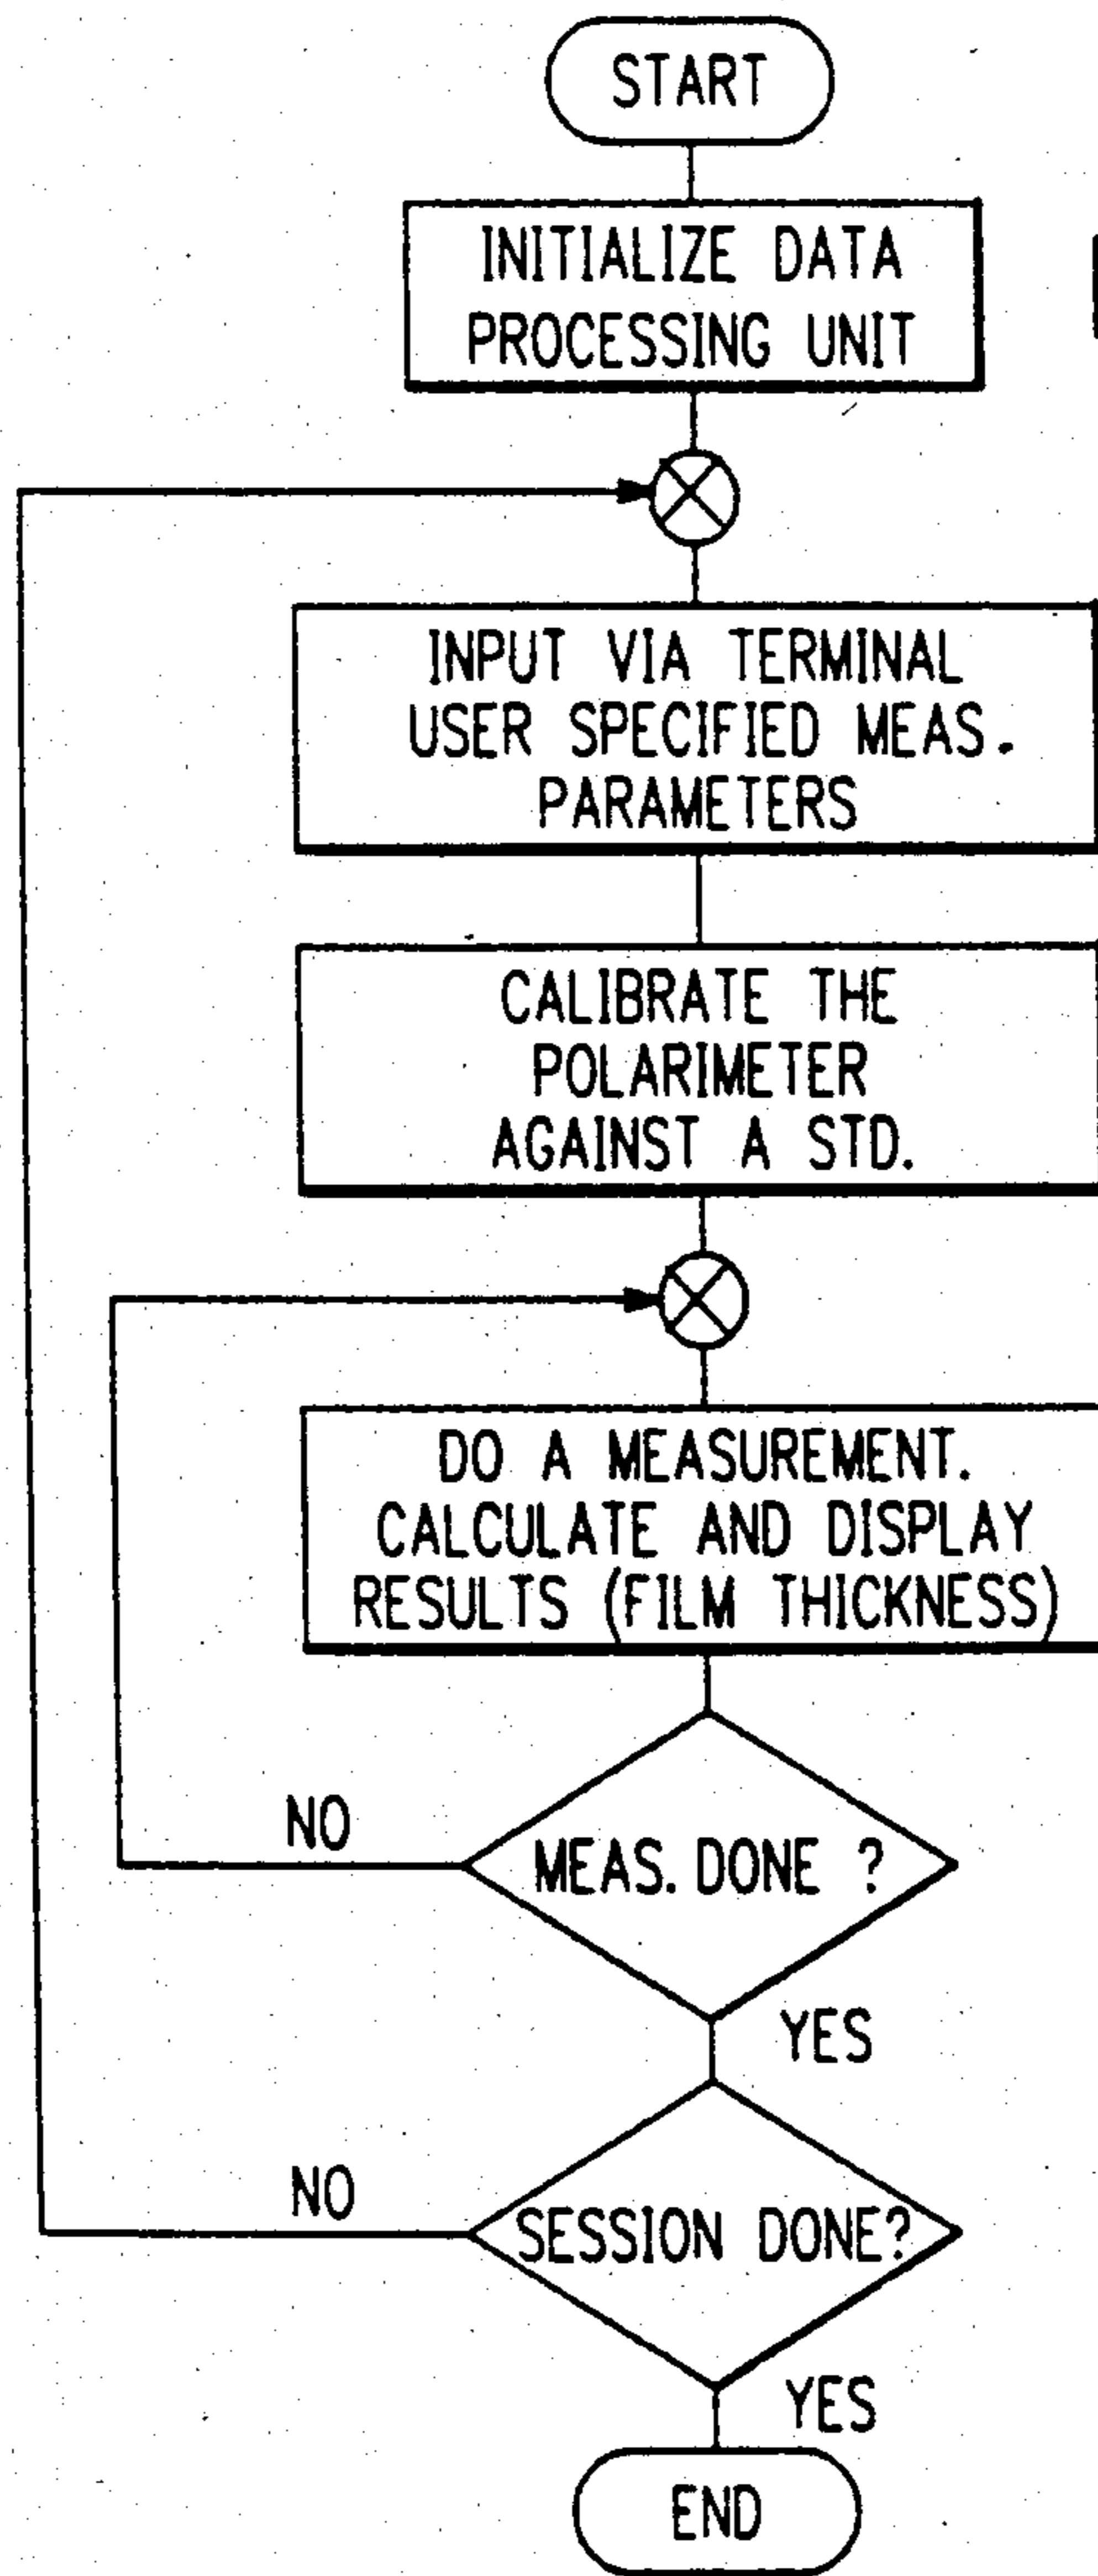 START
INITIALIZE DATA
PROCESSING UNIT
INPUT VIA TERMINAL
USER SPECIFIED MEAS.
PARAMETERS
CALIBRATE THE
POLARIMETER
AGAINST A STD.
DO A MEASUREMENT.
CALCULATE AND DISPLAY
RESULTS (FILM THICKNESS)
NO
MEAS. DONE ?
YES
NO
SESSION DONE?
YES
END